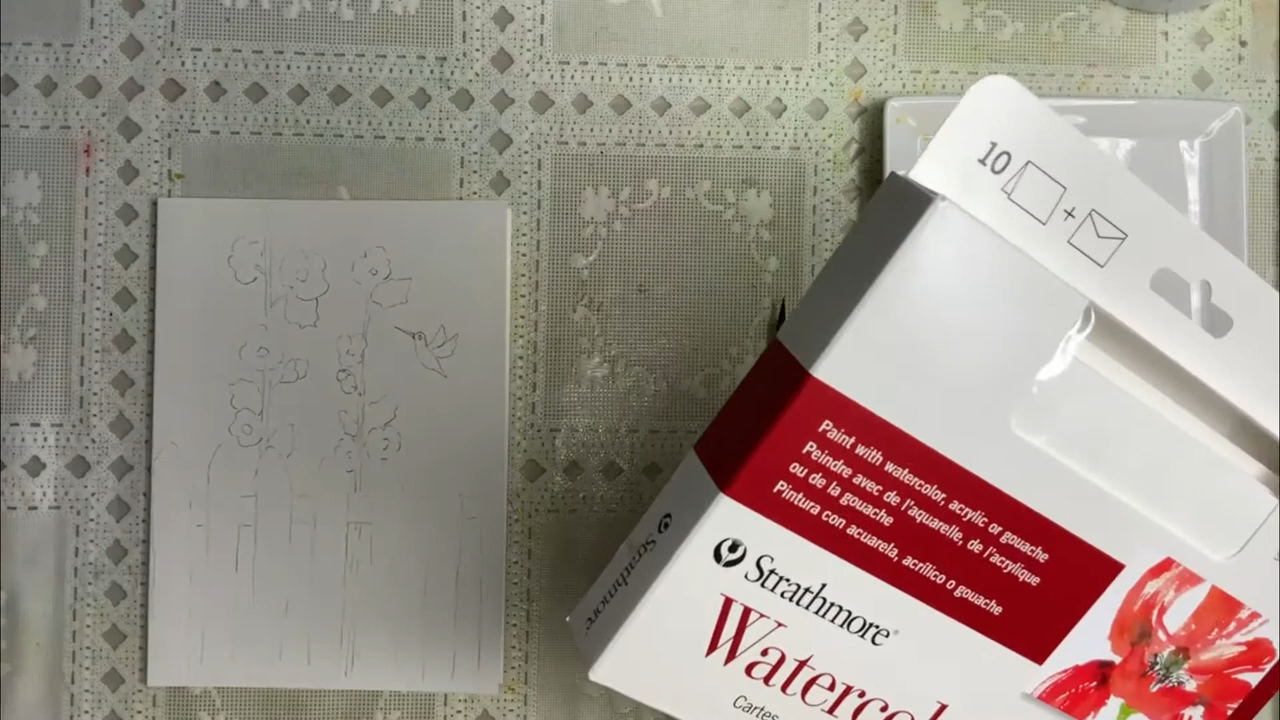 10 +
Paint with watercolor, acrylic or gouache
Peindre avec de l'aquarelle, de l'acrylique
ou de la gouache
Pintura con acuarela, acrílico o gouache
Strathmore®
Strathmore
Watercol
Cartes